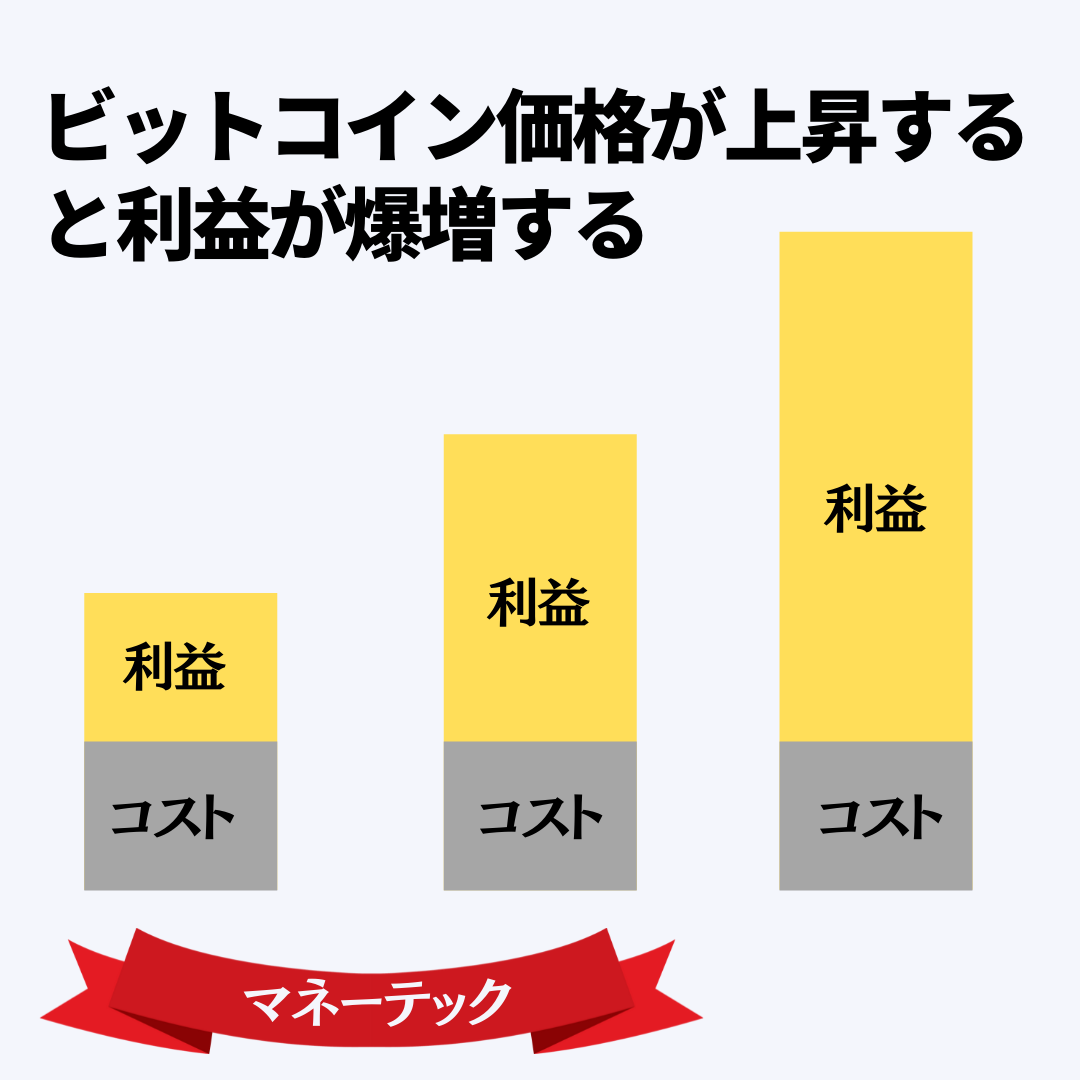 ビットコイン価格が上昇する
と利益が爆増する
利益
利益
利益
コスト
コスト
コスト
マネーテック